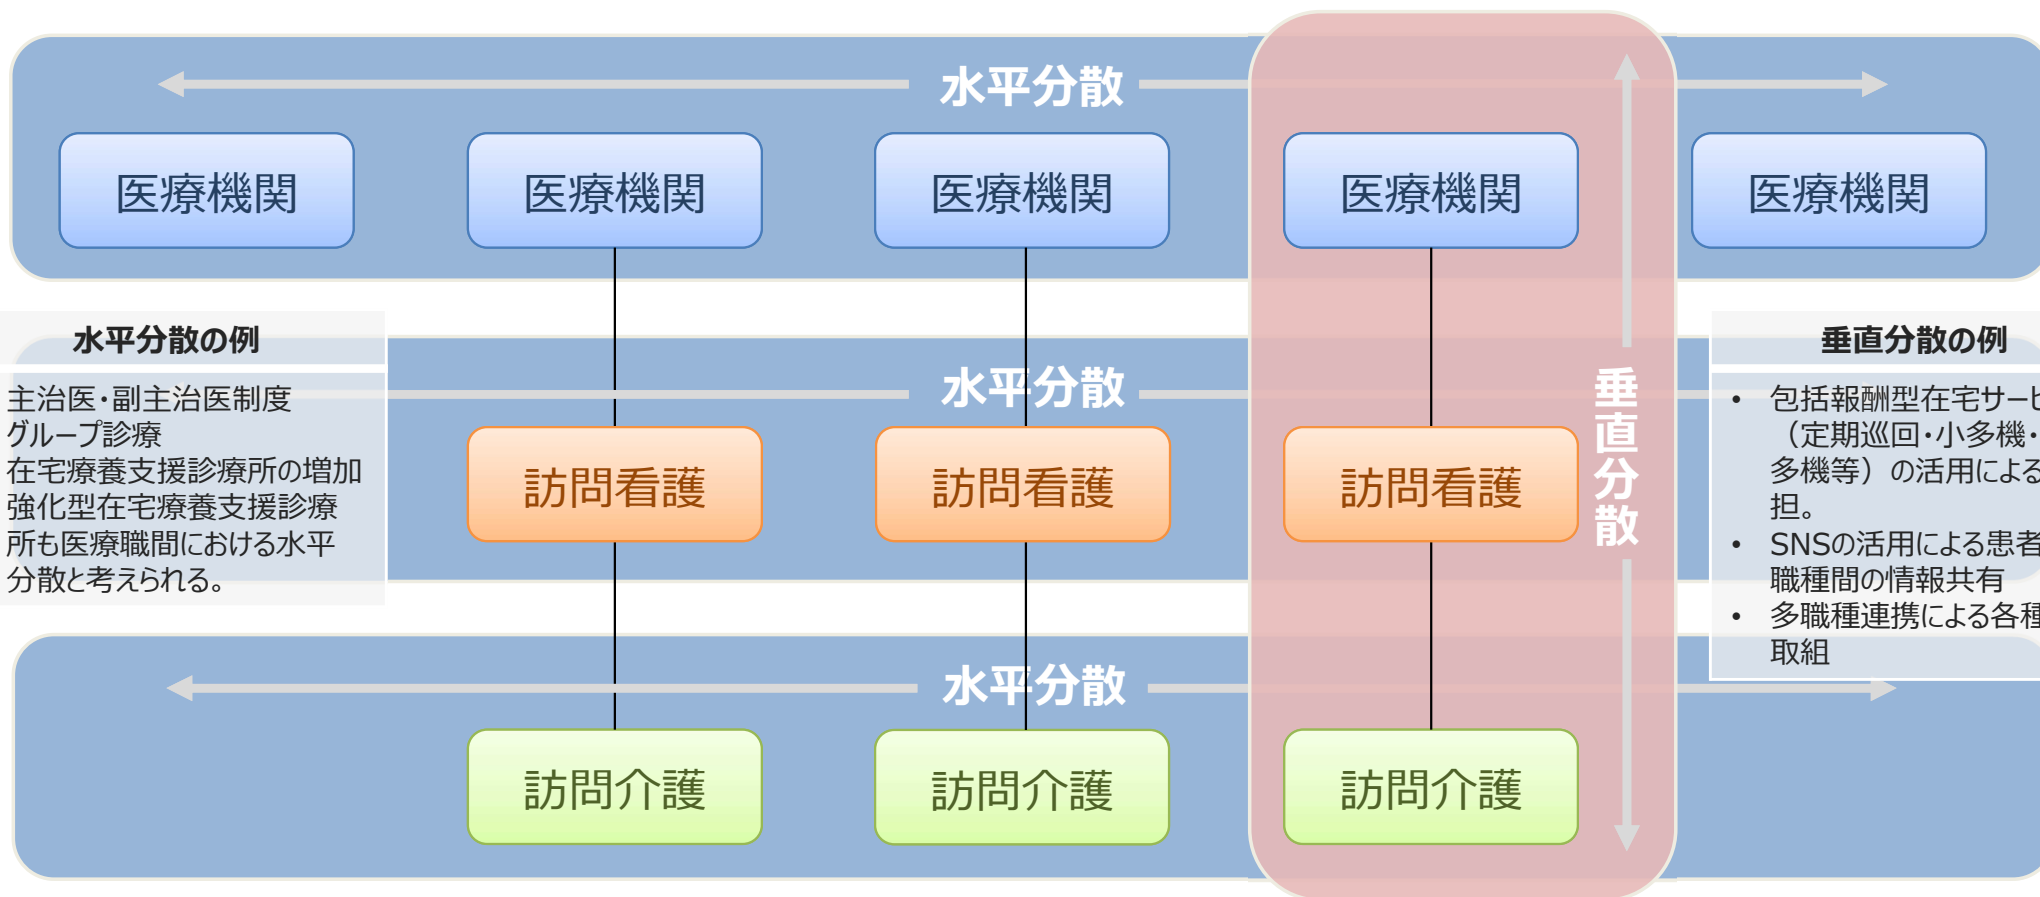 水平分散
医療機関
医療機関
医療機関
医療機関
医療機関
水平分散の例
主治医・副主治医制度
グループ診療
在宅療養支援診療所の増加
強化型在宅療養支援診療
所も医療職間における水平
分散と考えられる。
水平分散
訪問看護
訪問看護
訪問看護
垂直分散
垂直分散の例
• 包括報酬型在宅サービ
（定期巡回・小多機・
多機等）の活用による
担。
• SNSの活用による患者
職種間の情報共有
• 多職種連携による各種
取組
水平分散
訪問介護
訪問介護
訪問介護